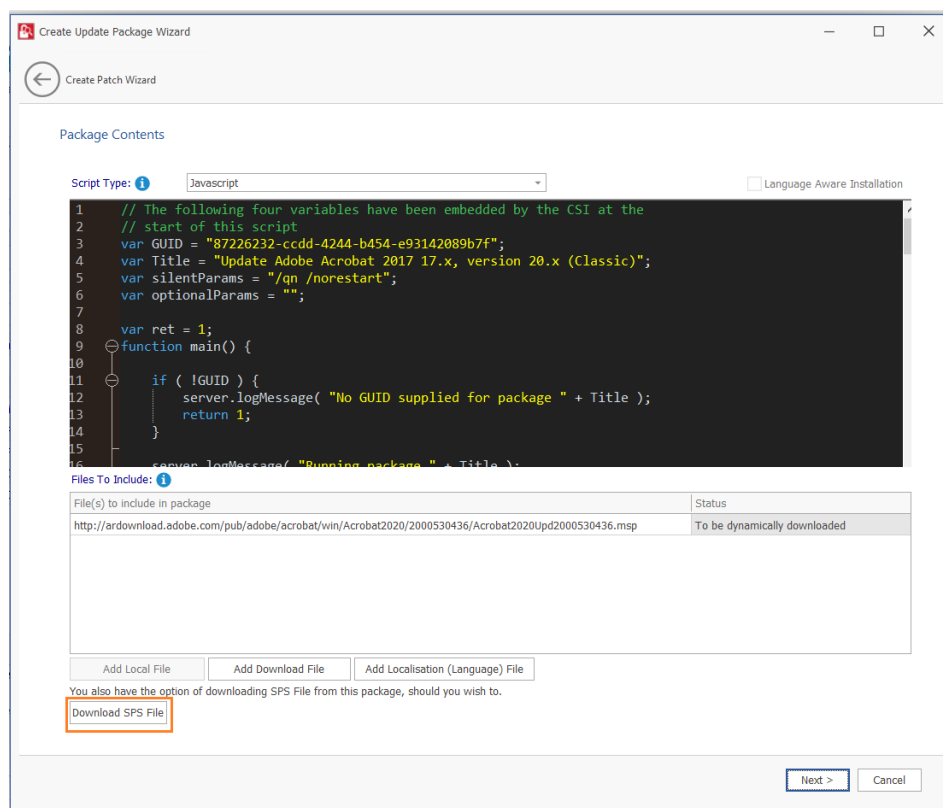 Create Update Package Wizard
Create Patch Wizard
Package Contents
Script Type:
Javascript
Language Aware Installation
1 // The following four variables have been embedded by the CSI at the
2 // start of this script
3 var GUID = "87226232-ccdd-4244-b454-e93142089b7f";
4 var Title = "Update Adobe Acrobat 2017 17.x, version 20.x (Classic)";
5 var silentParams = "/qn /norestart";
6 var optionalParams = "";
7
8 var ret = 1;
9 function main() {
10
11 if ( !GUID ) {
12 server.logMessage( "No GUID supplied for package " + Title );
13 return 1;
14 }
15
16 server.logMessage( "Running package " + Title );
Files To Include:
File(s) to include in package Status
http://ardownload.adobe.com/pub/adobe/acrobat/win/Acrobat2020/2000530436/Acrobat2020Upd2000530436.msp To be dynamically downloaded
Add Local File Add Download File Add Localisation (Language) File
You also have the option of downloading SPS File from this package, should you wish to.
Download SPS File
Next > Cancel